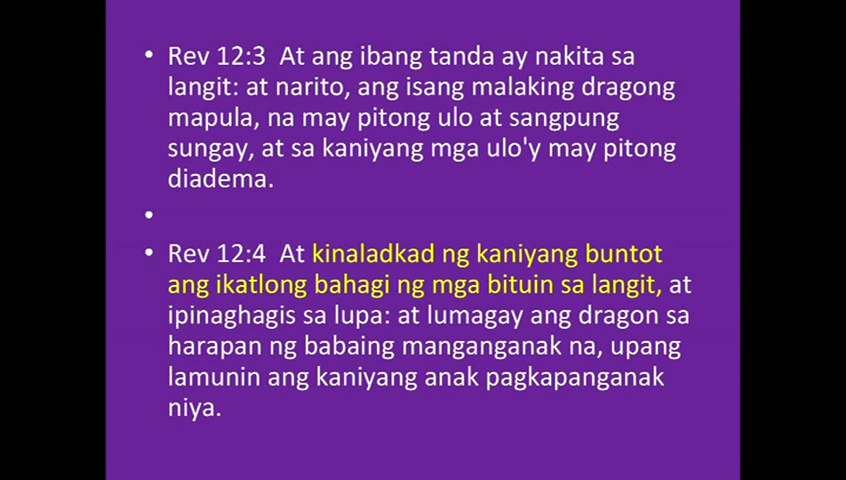 • Rev 12:3 At ang ibang tanda ay nakita sa
langit: at narito, ang isang malaking dragong
mapula, na may pitong ulo at sangpung
sungay, at sa kaniyang mga ulo'y may pitong
diadema.
•
• Rev 12:4 At kinaladkad ng kaniyang buntot
ang ikatlong bahagi ng mga bituin sa langit, at
ipinaghagis sa lupa: at lumagay ang dragon sa
harapan ng babaing manganganak na, upang
lamunin ang kaniyang anak pagkapanganak
niya.